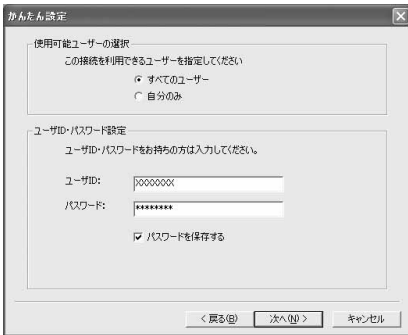 かんたん設定
使用可能ユーザーの選択
この接続を利用できるユーザーを指定してください
すべてのユーザー
自分のみ
ユーザID・パスワード設定
ユーザID・パスワードをお持ちの方は入力してください。
ユーザID: XXXXXXX
パスワード: ********
パスワードを保存する
< 戻る(B) 次へ(N) > キャンセル